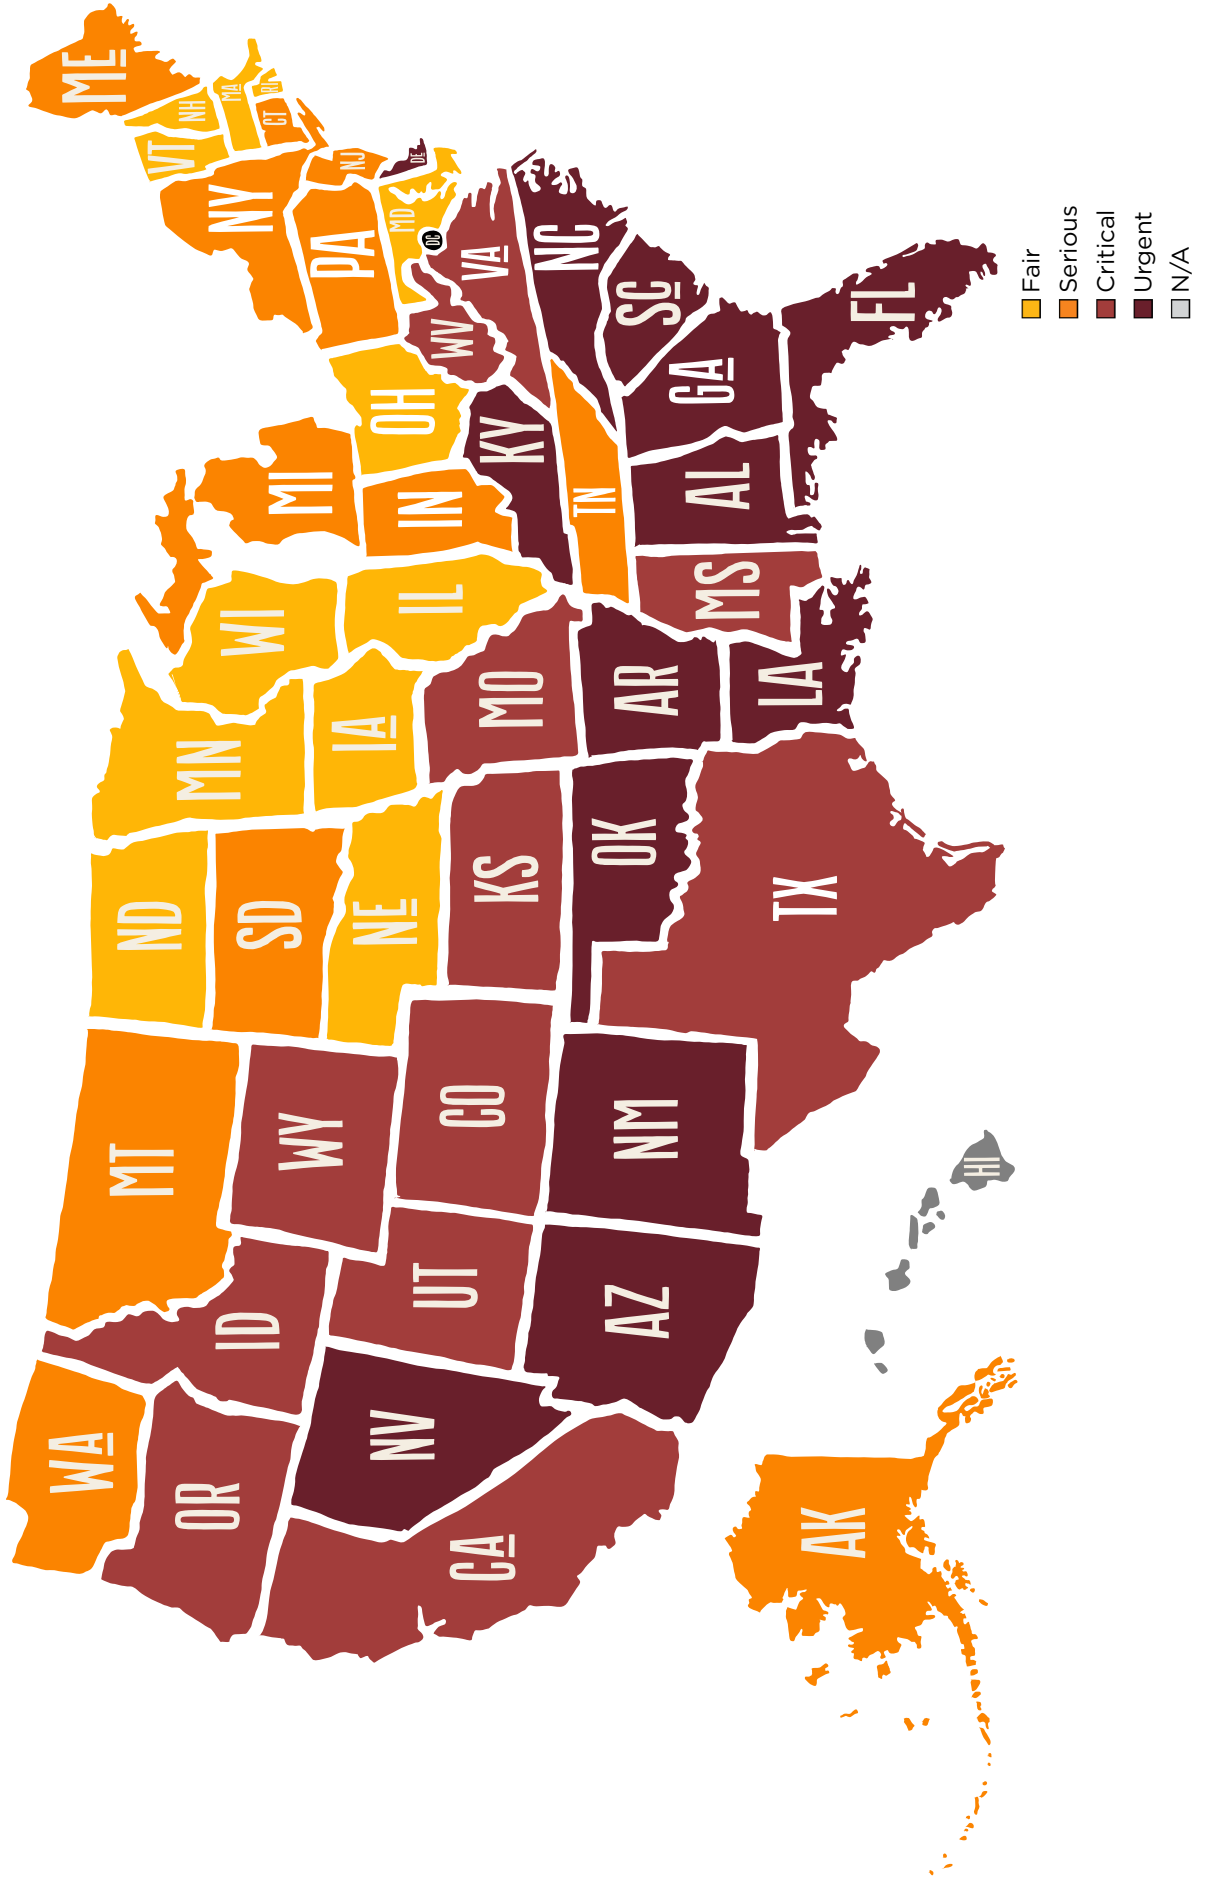 WA
MT
ND
MN
WI
MI
VT
NH
ME
OR
ID
WY
SD
IA
IL
IN
OH
PA
NY
MA
RI
CT
NJ
DE
MD
DC
NV
UT
CO
NE
KS
MO
KY
WV
VA
CA
AZ
NM
OK
AR
TN
NC
SC
TX
LA
MS
AL
GA
FL
AK
HI
Fair
Serious
Critical
Urgent
N/A